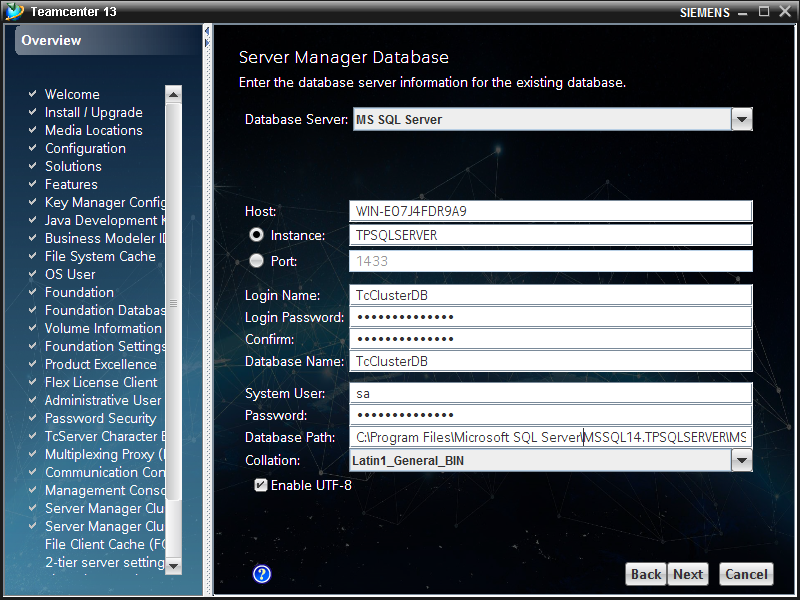 Teamcenter 13
SIEMENS
Overview
Welcome
Install / Upgrade
Media Locations
Configuration
Solutions
Features
Key Manager Config
Java Development K
Business Modeler ID
File System Cache
OS User
Foundation
Foundation Databas
Volume Information
Foundation Settings
Product Excellence
Flex License Client
Administrative User
Password Security
TcServer Character E
Multiplexing Proxy (
Communication Con
Management Conso
Server Manager Clu
Server Manager Clu
File Client Cache (FC
2-tier server setting
Server Manager Database
Enter the database server information for the existing database.
Database Server: MS SQL Server
Host: WIN-EO7J4FDR9A9
Instance: TPSQLSERVER
Port: 1433
Login Name: TcClusterDB
Login Password: ••••••••••••••
Confirm: ••••••••••••••
Database Name: TcClusterDB
System User: sa
Password: ••••••••••••••
Database Path: C:\Program Files\Microsoft SQL Server\MSSQL14.TPSQLSERVER\MS
Collation: Latin1_General_BIN
Enable UTF-8
?
Back Next Cancel